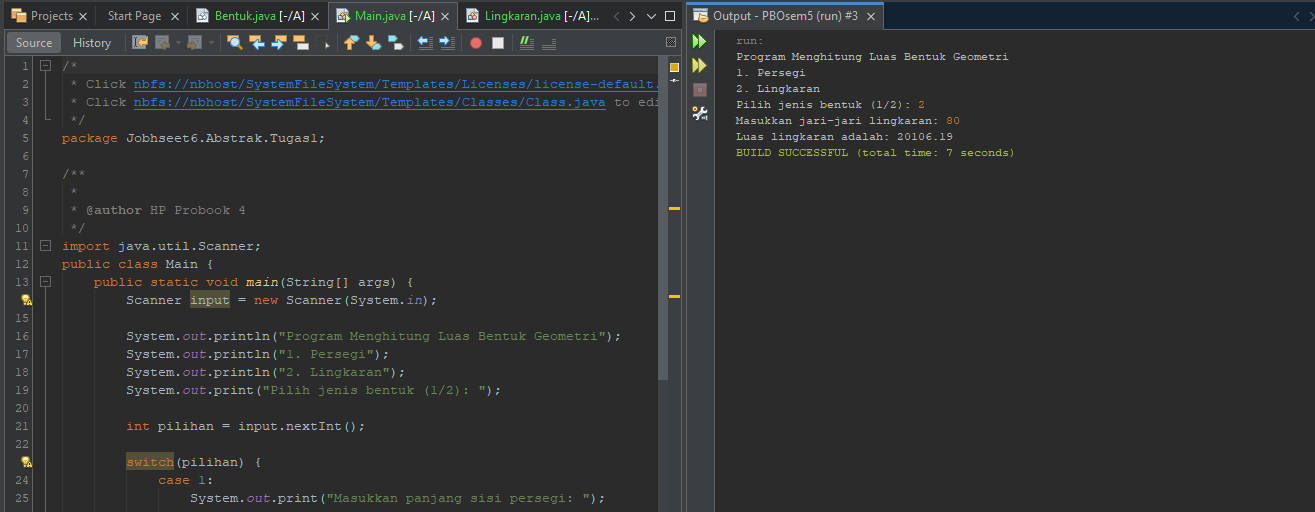 Projects
Start Page
Bentuk.java [-/A]
Main.java [-/A]
Lingkaran.java [-/A]...
Source
History
1 /*
2  * Click nbfs://nbhost/SystemFileSystem/Templates/Licenses/license-default.
3  * Click nbfs://nbhost/SystemFileSystem/Templates/Classes/Class.java to edi
4  */
5 package Jobhseet6.Abstrak.Tugas1;
6
7 /**
8  *
9  * @author HP Probook 4
10  */
11 import java.util.Scanner;
12 public class Main {
13     public static void main(String[] args) {
        Scanner input = new Scanner(System.in);
15
16         System.out.println("Program Menghitung Luas Bentuk Geometri");
17         System.out.println("1. Persegi");
18         System.out.println("2. Lingkaran");
19         System.out.print("Pilih jenis bentuk (1/2): ");
20
21         int pilihan = input.nextInt();
22
        switch(pilihan) {
24             case 1:
25                 System.out.print("Masukkan panjang sisi persegi: ");
Output - PBOsem5 (run) #3
run:
Program Menghitung Luas Bentuk Geometri
1. Persegi
2. Lingkaran
Pilih jenis bentuk (1/2): 2
Masukkan jari-jari lingkaran: 80
Luas lingkaran adalah: 20106.19
BUILD SUCCESSFUL (total time: 7 seconds)